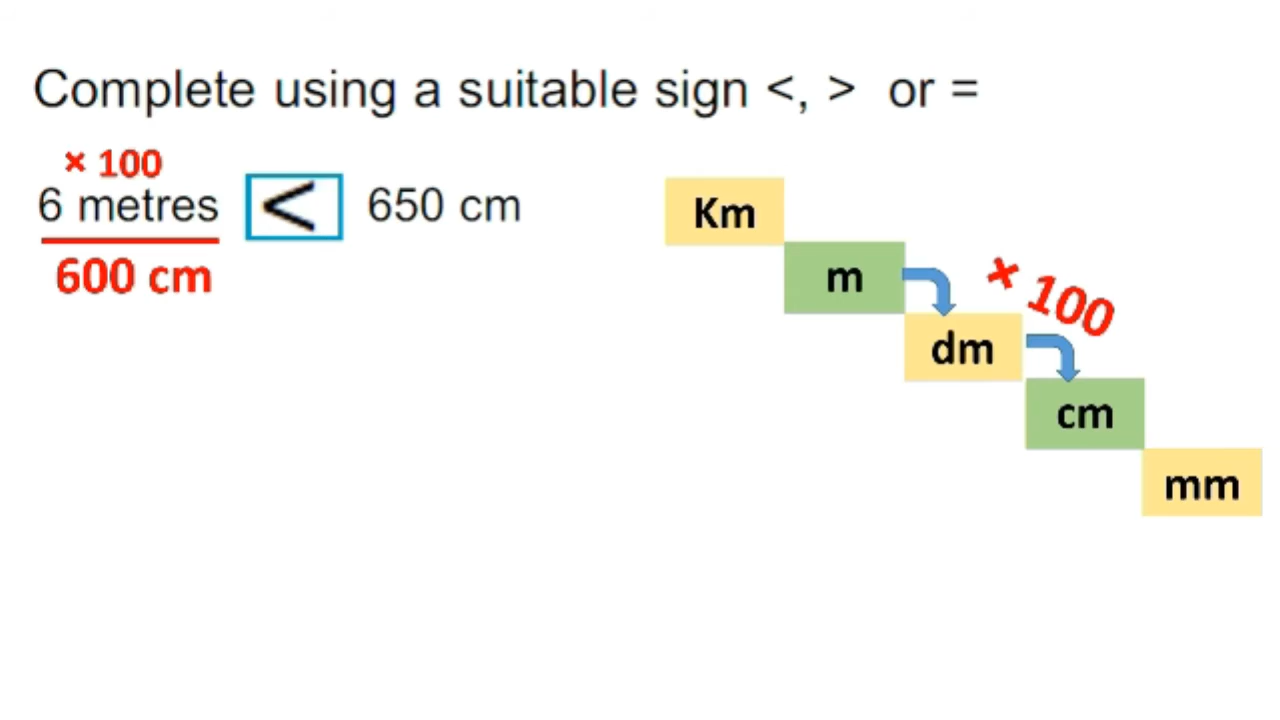 Complete using a suitable sign <, > or =
× 100
6 metres < 650 cm
600 cm
Km
m
× 100
dm
cm
mm